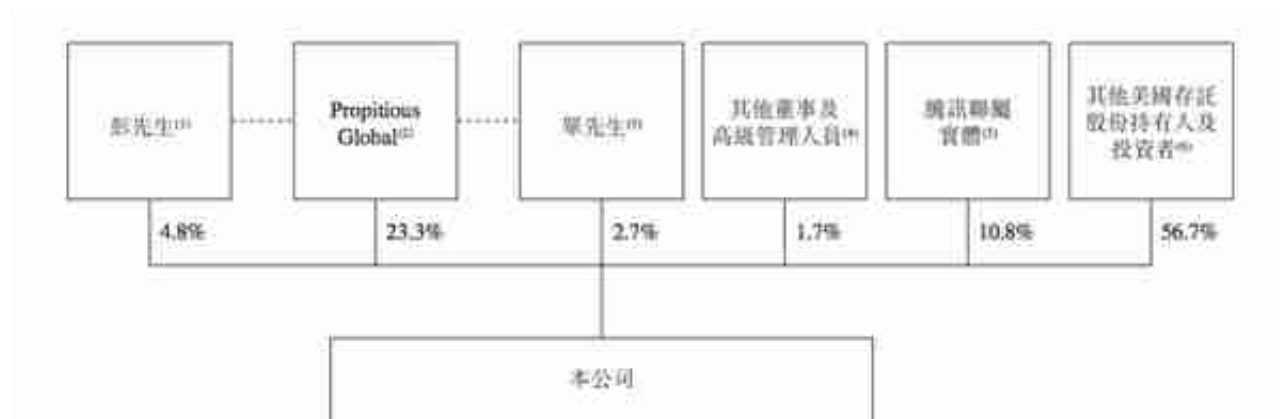 彭先生(1)
Propitious
Global(2)
單先生(3)
其他董事及
高級管理人員(4)
騰訊聯屬
實體(5)
其他美國存託
股份持有人及
投資者(6)
4.8%
23.3%
2.7%
1.7%
10.8%
56.7%
本公司